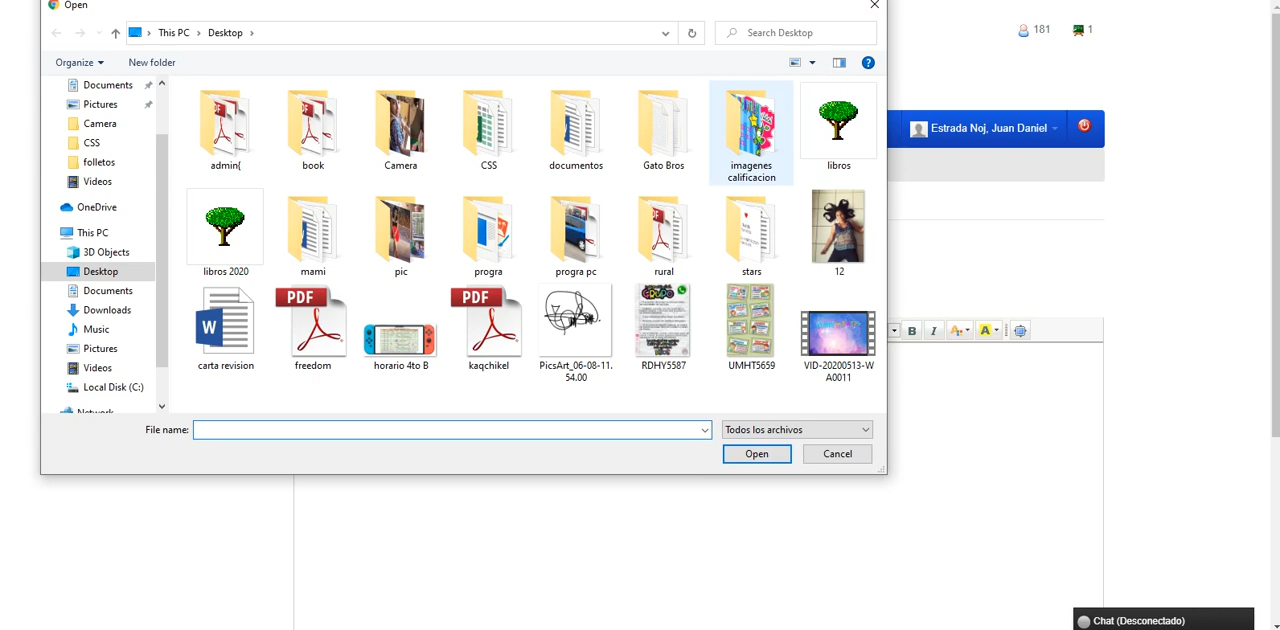 Open
This PC
Desktop
Search Desktop
181
1
Organize
New folder
Documents
Pictures
Camera
CSS
folletos
Videos
OneDrive
This PC
3D Objects
Desktop
Documents
Downloads
Music
Pictures
Videos
Local Disk (C:)
Network
admin(
book
Camera
CSS
documentos
Gato Bros
imagenes
calificacion
libros
libros 2020
mami
pic
progra
progra pc
rural
stars
12
W
carta revision
PDF
freedom
horario 4to B
PDF
kaqchikel
PicsArt_06-08-11.
54.00
RDHY5587
UMHT5659
VID-20200513-W
A0011
File name:
Todos los archivos
Open
Cancel
Estrada Noj, Juan Daniel
B
I
A
Chat (Desconectado)